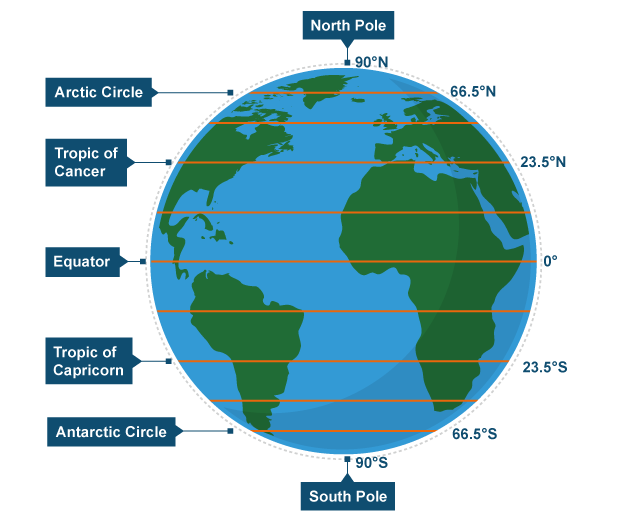 North Pole
90°N
Arctic Circle
66.5°N
Tropic of
Cancer
23.5°N
Equator
0°
Tropic of
Capricorn
23.5°S
Antarctic Circle
66.5°S
90°S
South Pole